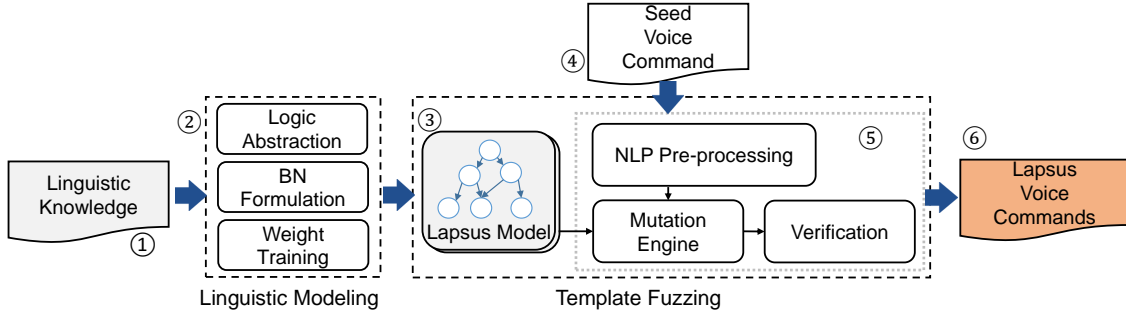 ①
Linguistic
Knowledge
②
Logic
Abstraction
BN
Formulation
Weight
Training
Linguistic Modeling
③
Lapsus Model
④
Seed
Voice
Command
⑤
NLP Pre-processing
Mutation
Engine
Verification
Template Fuzzing
⑥
Lapsus
Voice
Commands